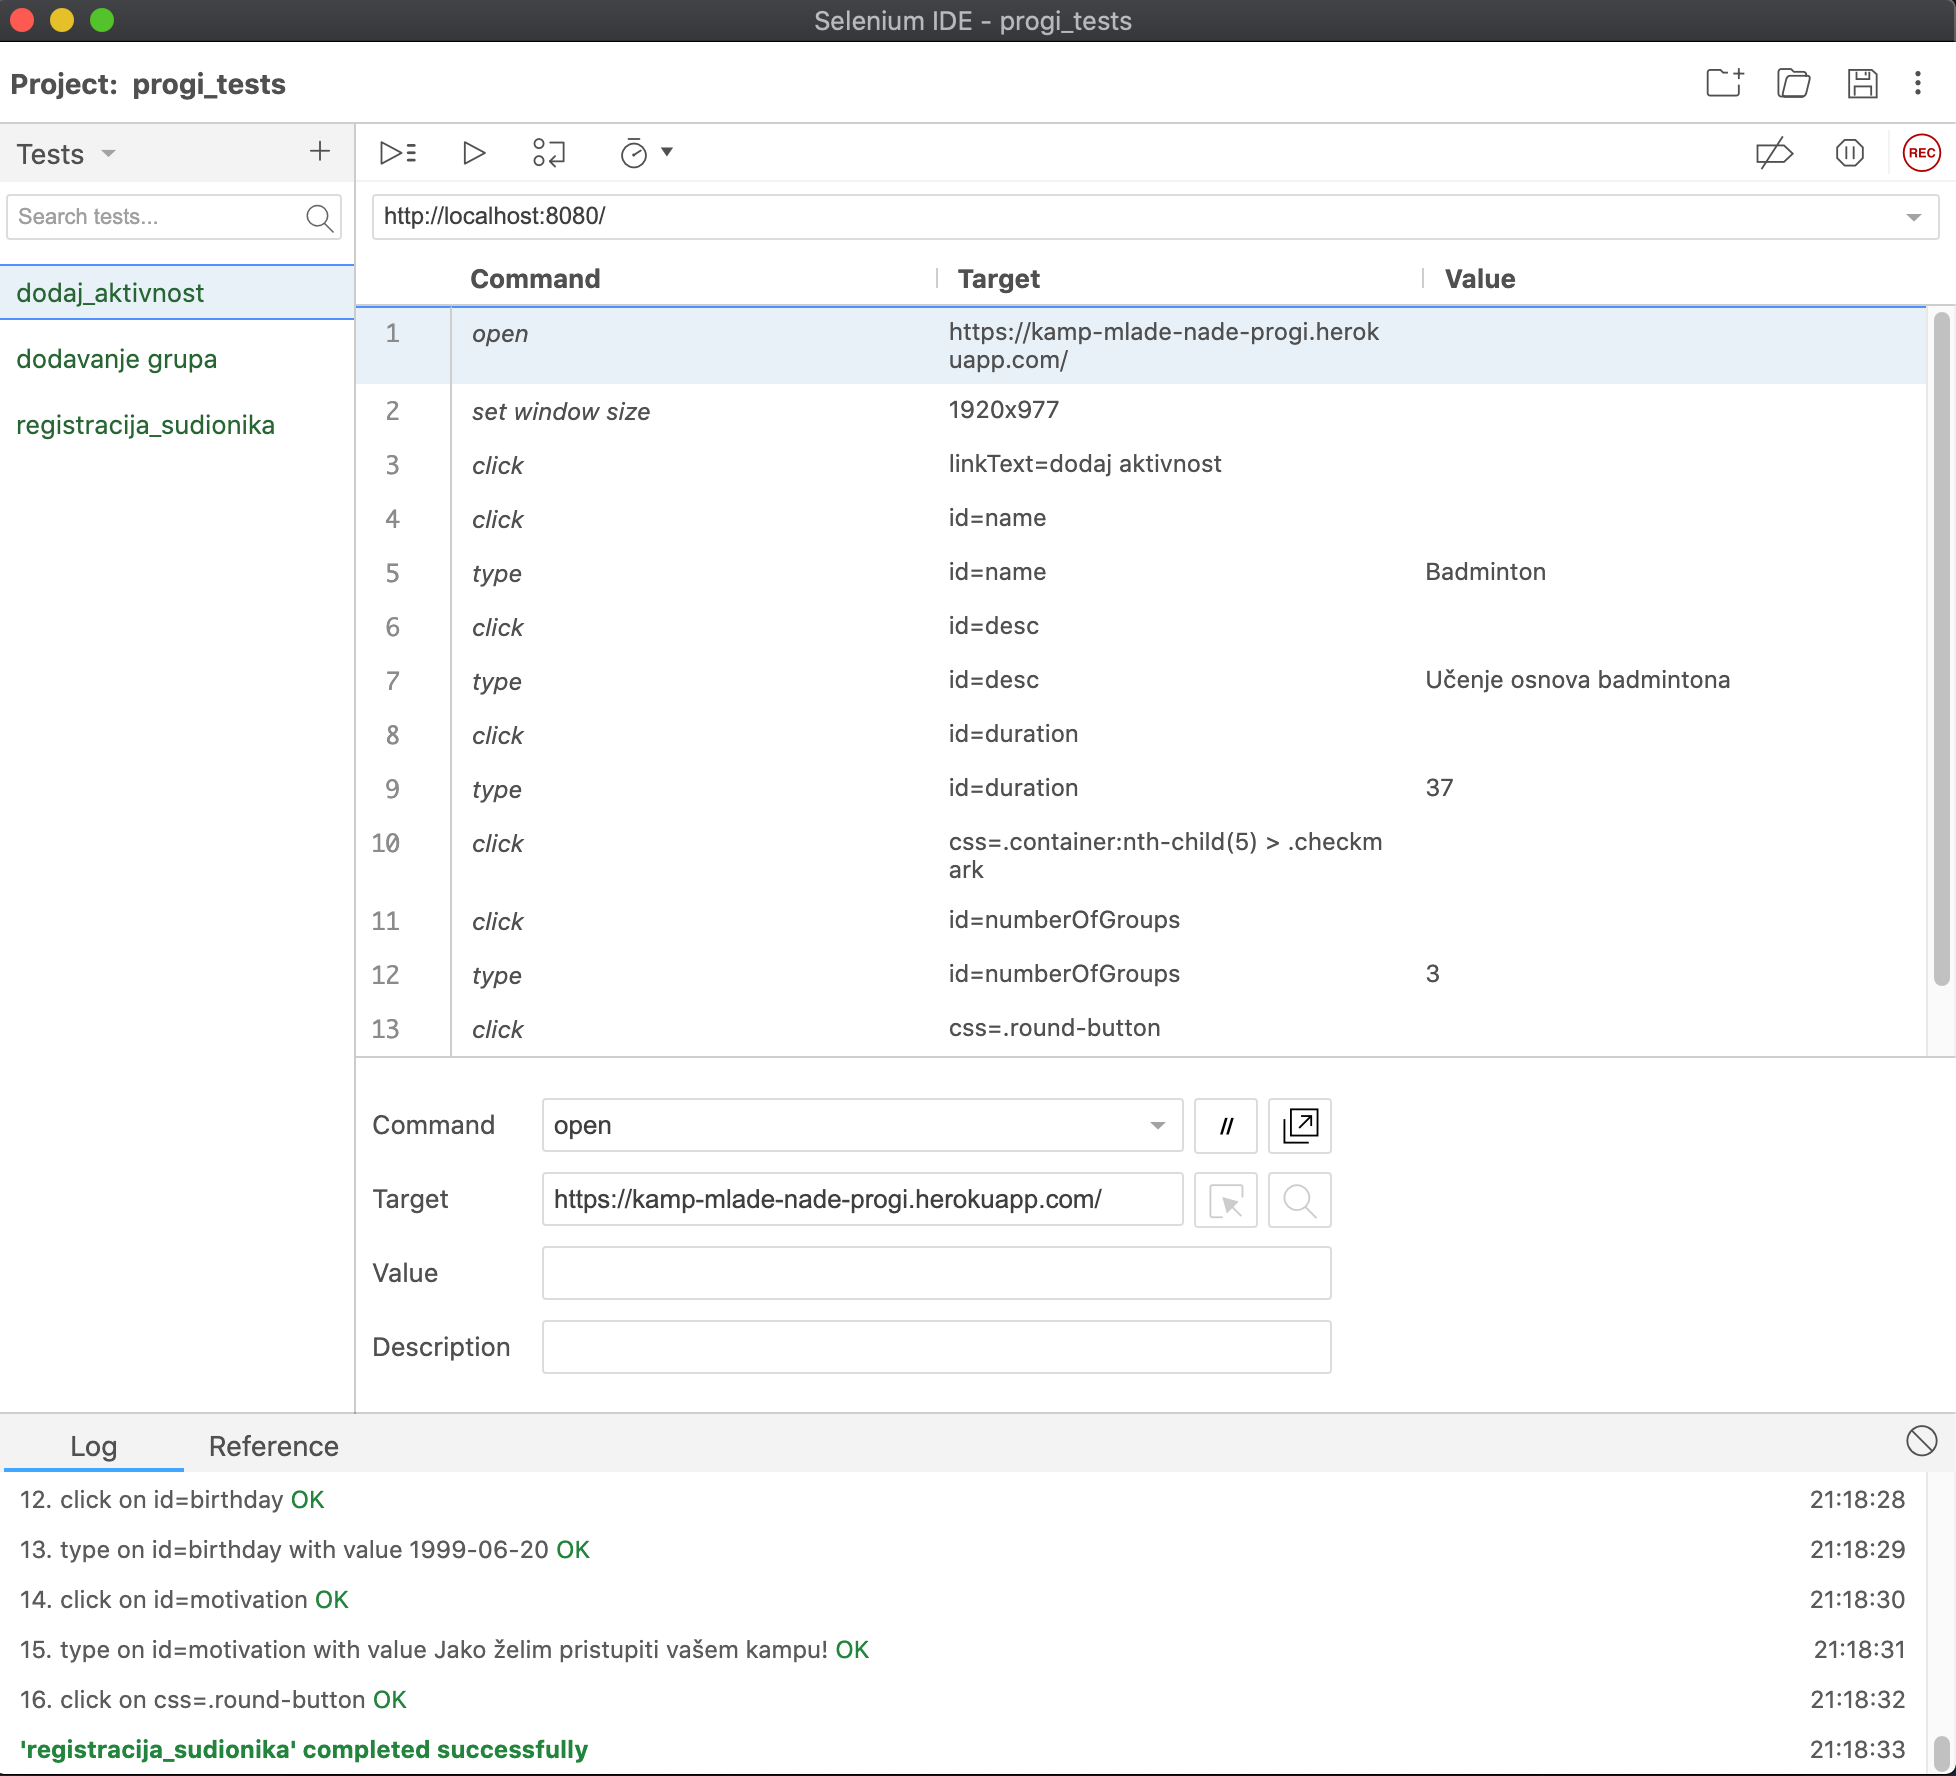 Selenium IDE - progi_tests
Project: progi_tests
Tests
Search tests...
dodaj_aktivnost
dodavanje grupa
registracija_sudionika
REC
http://localhost:8080/
Command Target Value
1 open https://kamp-mlade-nade-progi.herok
uapp.com/
2 set window size 1920x977
3 click linkText=dodaj aktivnost
4 click id=name
5 type id=name Badminton
6 click id=desc
7 type id=desc Učenje osnova badmintona
8 click id=duration
9 type id=duration 37
10 click css=.container:nth-child(5) > .checkm
ark
11 click id=numberOfGroups
12 type id=numberOfGroups 3
13 click css=.round-button
Command open //
Target https://kamp-mlade-nade-progi.herokuapp.com/
Value
Description
Log Reference
12. click on id=birthday OK 21:18:28
13. type on id=birthday with value 1999-06-20 OK 21:18:29
14. click on id=motivation OK 21:18:30
15. type on id=motivation with value Jako želim pristupiti vašem kampu! OK 21:18:31
16. click on css=.round-button OK 21:18:32
'registracija_sudionika' completed successfully 21:18:33